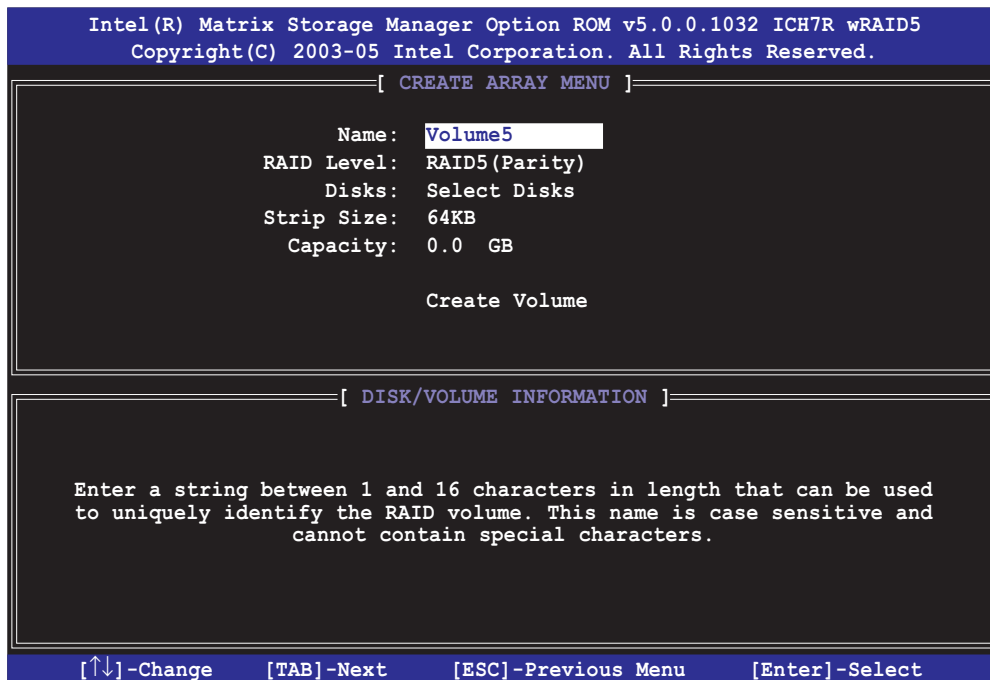 Intel(R) Matrix Storage Manager Option ROM v5.0.0.1032 ICH7R wRAID5
Copyright(C) 2003-05 Intel Corporation. All Rights Reserved.
[ CREATE ARRAY MENU ]
Name: Volume5
RAID Level: RAID5(Parity)
Disks: Select Disks
Strip Size: 64KB
Capacity: 0.0 GB
Create Volume
[ DISK/VOLUME INFORMATION ]
Enter a string between 1 and 16 characters in length that can be used
to uniquely identify the RAID volume. This name is case sensitive and
cannot contain special characters.
[↑↓]-Change [TAB]-Next [ESC]-Previous Menu [Enter]-Select